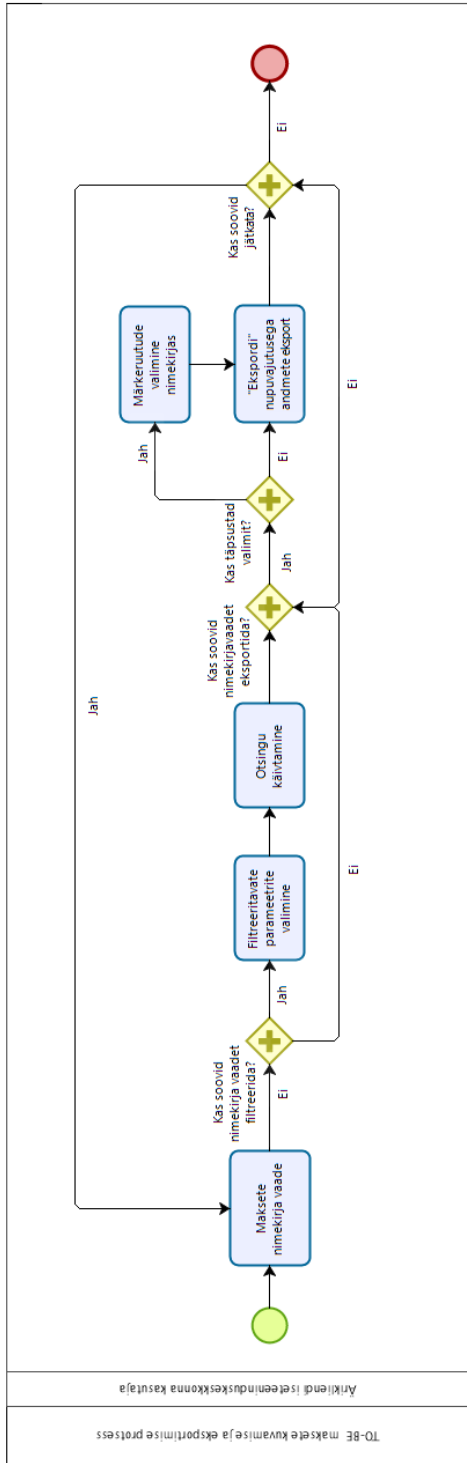 TO-BE maksete kuvamise ja eksportimise protsess
Ärikliendi iseteeninduskeskkonna kasutaja
Maksete
nimekirja vaade
Ei
Kas soovid
nimekirja vaadet
filtreerida?
Jah
Filtreeritavate
parameetrite
valimine
Otsingu
käivtamine
Kas soovid
nimekirjavaadet
eksportida?
Jah
Kas täpsustad
valimit?
Jah
Märkeruutude
valimine
nimekirjas
Ei
"Ekspordi"
nupuvajutusega
andmete eksport
Kas soovid
jätkata?
Ei
Jah
Ei
Ei